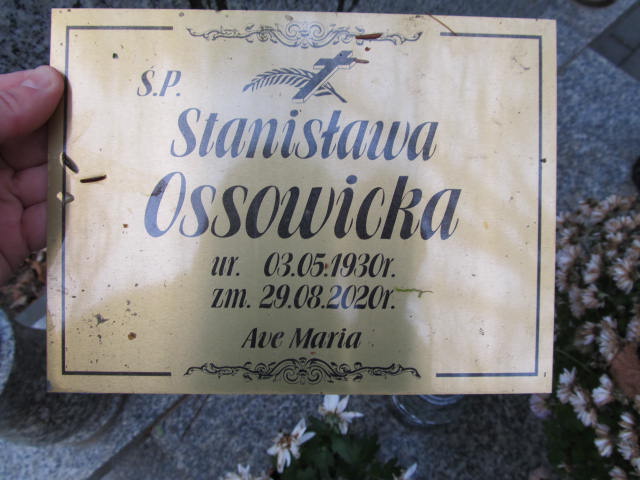 Ś.P.
Stanisława
Ossowicka
ur. 03.05.1930r.
zm. 29.08.2020r.
Ave Maria